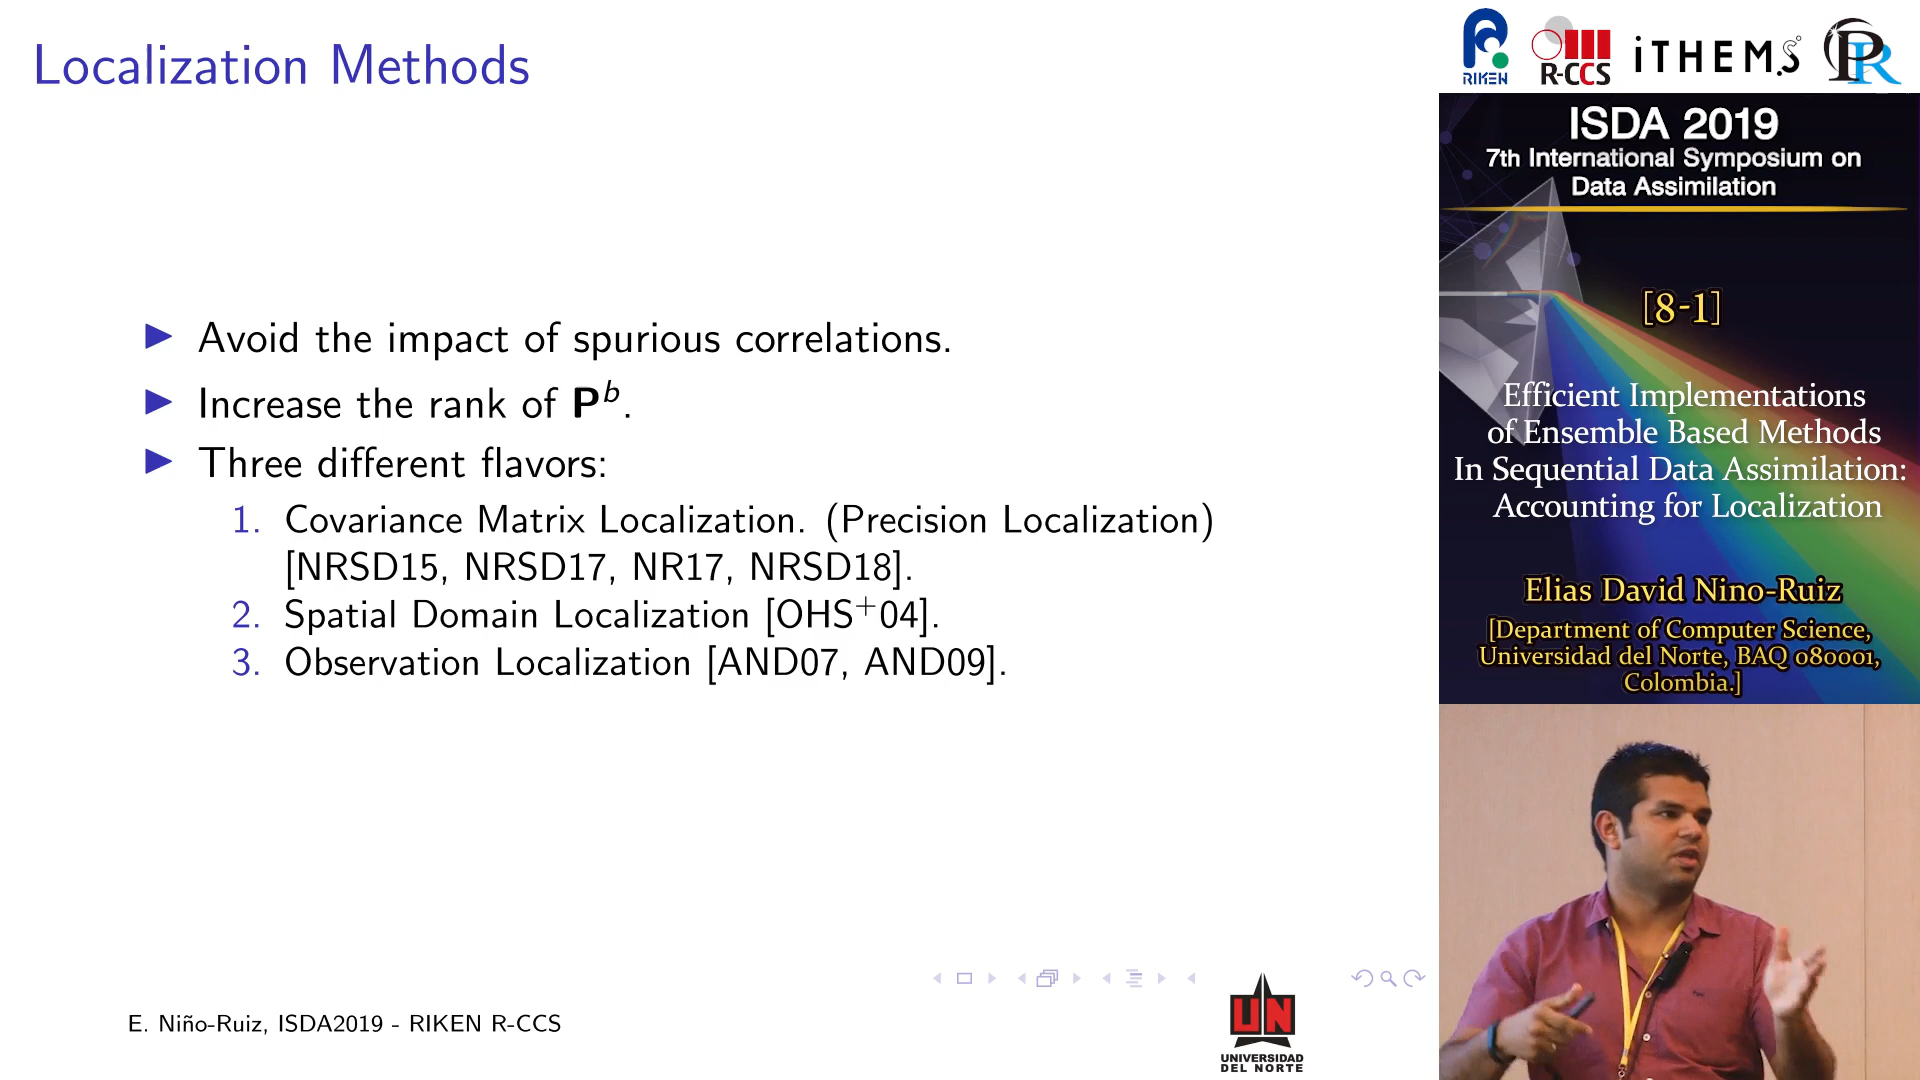 Localization Methods
Avoid the impact of spurious correlations.
Increase the rank of P^b.
Three different flavors:
1. Covariance Matrix Localization. (Precision Localization)
[NRSD15, NRSD17, NR17, NRSD18].
2. Spatial Domain Localization [OHS+04].
3. Observation Localization [AND07, AND09].
E. Niño-Ruiz, ISDA2019 - RIKEN R-CCS
UN
UNIVERSIDAD
DEL NORTE
RIKEN
R-CCS
iTHEMS
PR
ISDA 2019
7th International Symposium on
Data Assimilation
[8-1]
Efficient Implementations
of Ensemble Based Methods
In Sequential Data Assimilation:
Accounting for Localization
Elias David Nino-Ruiz
[Department of Computer Science,
Universidad del Norte, BAQ 080001,
Colombia.]